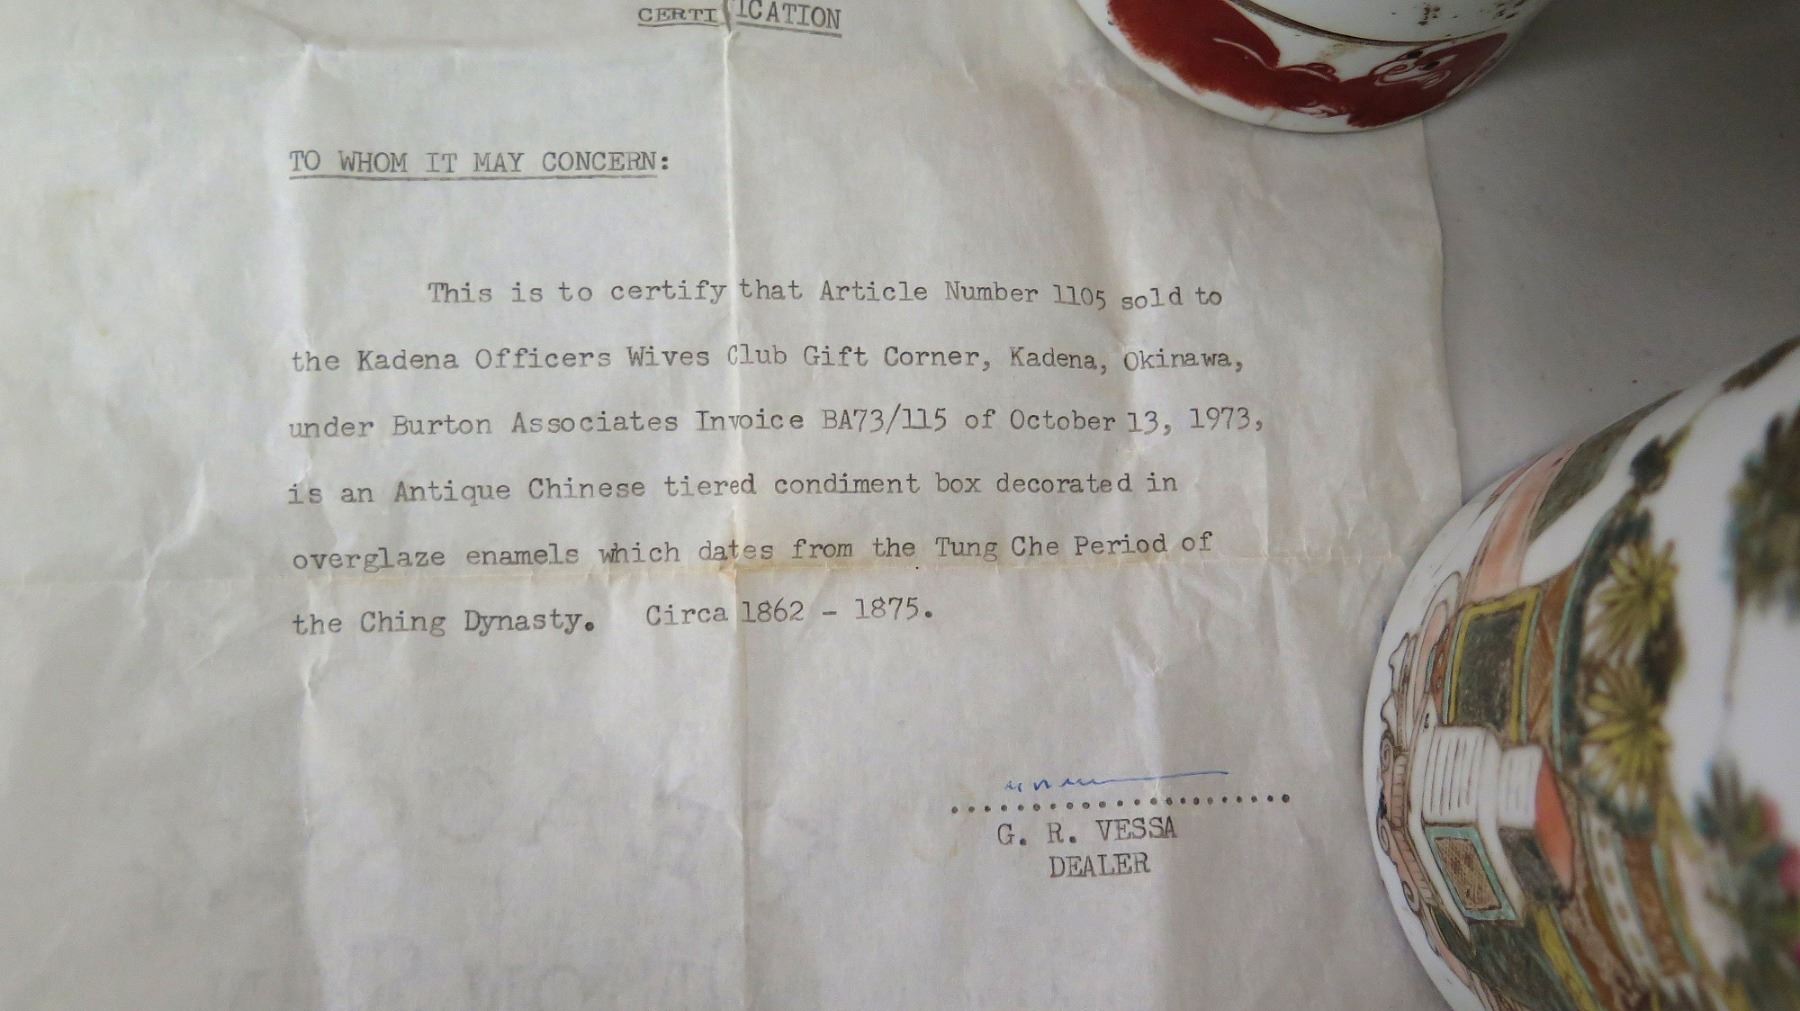 CERTIFICATION
TO WHOM IT MAY CONCERN:
This is to certify that Article Number 1105 sold to
the Kadena Officers Wives Club Gift Corner, Kadena, Okinawa,
under Burton Associates Invoice BA73/115 of October 13, 1973,
is an Antique Chinese tiered condiment box decorated in
overglaze enamels which dates from the Tung Che Period of
the Ching Dynasty. Circa 1862 - 1875.
G. R. VESSA
DEALER